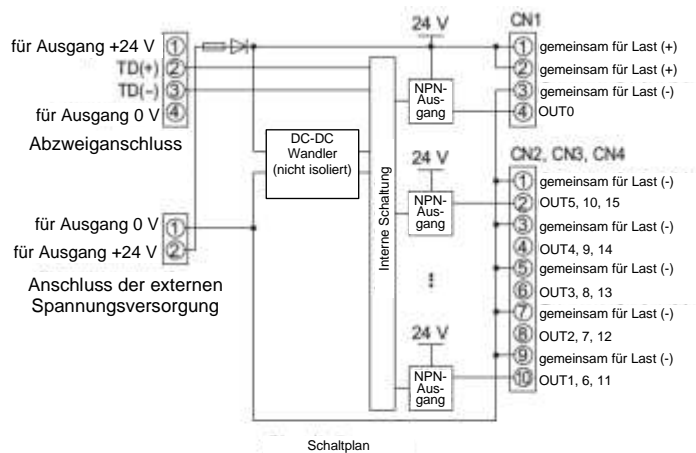 für Ausgang +24 V ①
TD(+) ②
TD(−) ③
für Ausgang 0 V ④
Abzweiganschluss
für Ausgang 0 V ①
für Ausgang +24 V ②
Anschluss der externen
Spannungsversorgung
DC-DC
Wandler
(nicht isoliert)
Interne Schaltung
24 V
NPN-
Aus-
gang
24 V
NPN-
Aus-
gang
24 V
NPN-
Aus-
gang
CN1
① gemeinsam für Last (+)
② gemeinsam für Last (+)
③ gemeinsam für Last (-)
④ OUT0
CN2, CN3, CN4
① gemeinsam für Last (-)
② OUT5, 10, 15
③ gemeinsam für Last (-)
④ OUT4, 9, 14
⑤ gemeinsam für Last (-)
⑥ OUT3, 8, 13
⑦ gemeinsam für Last (-)
⑧ OUT2, 7, 12
⑨ gemeinsam für Last (-)
⑩ OUT1, 6, 11
Schaltplan